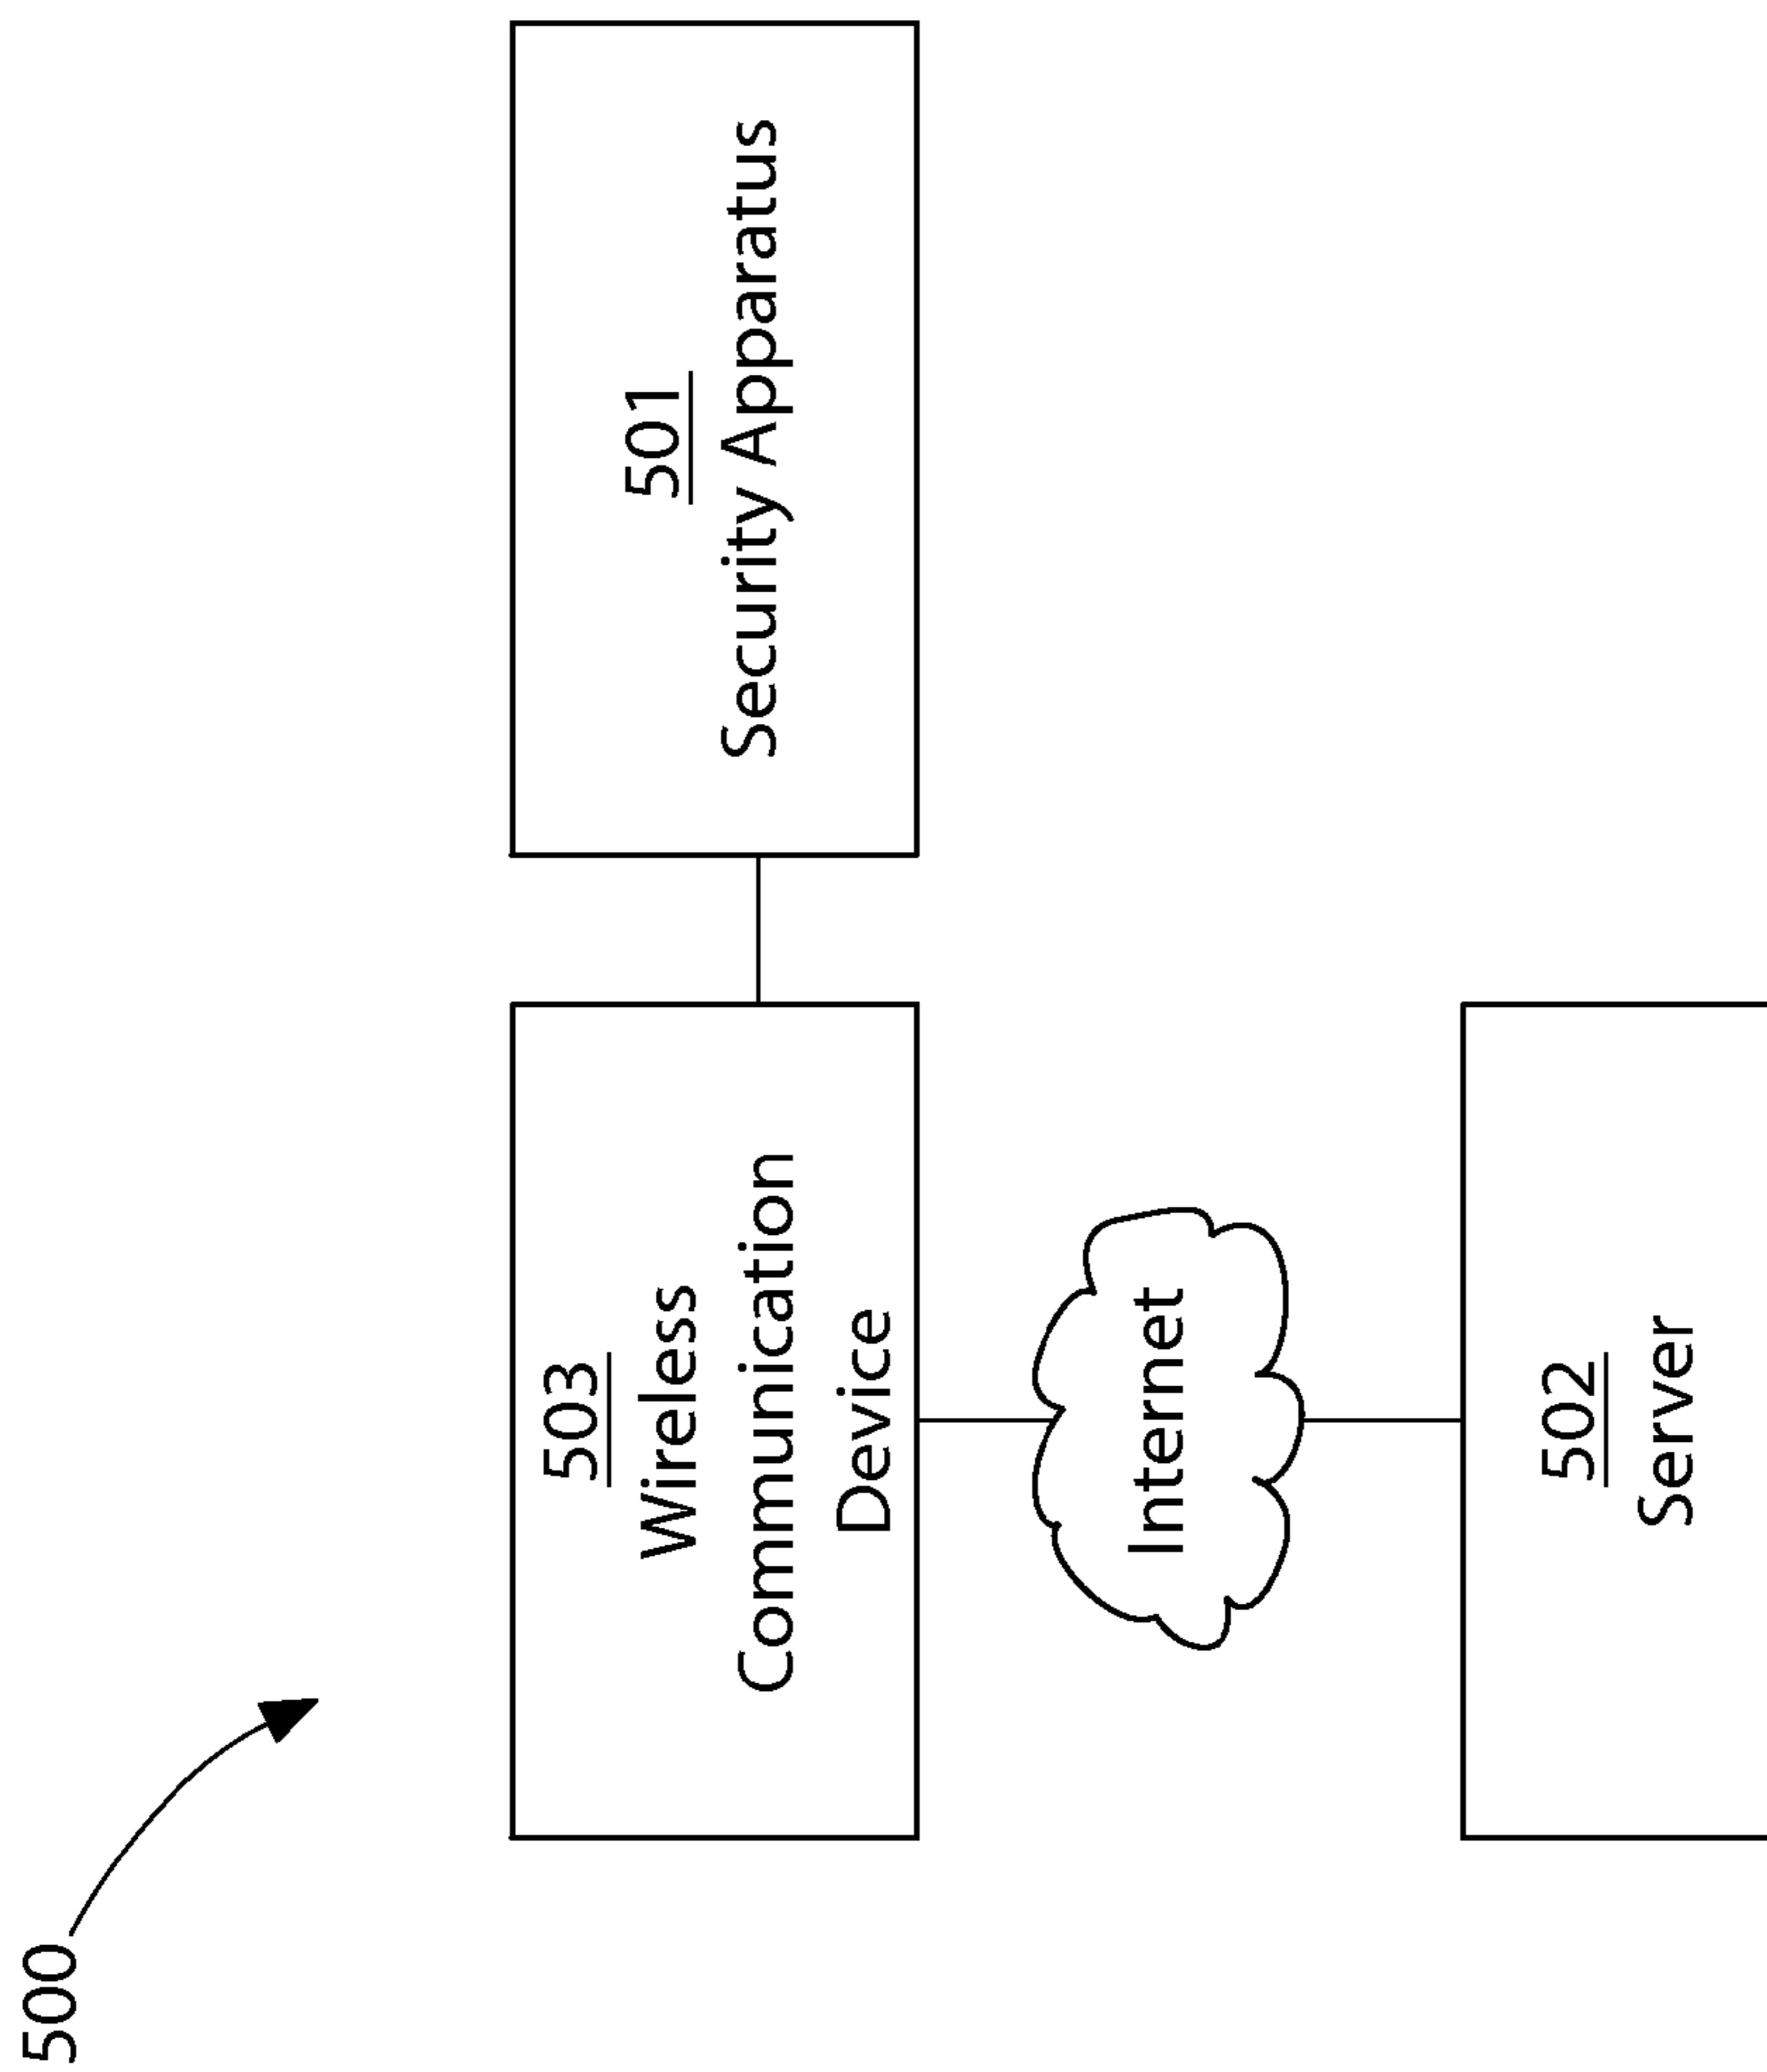 500
503
Wireless
Communication
Device
501
Security Apparatus
Internet
502
Server